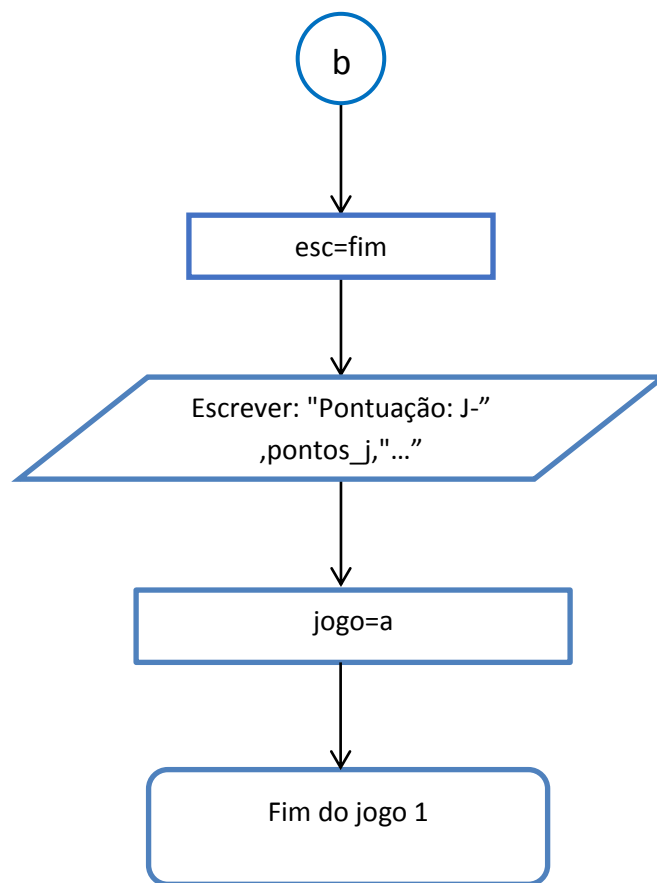 b
esc=fim
Escrever: "Pontuação: J-”
,pontos_j,"…”
jogo=a
Fim do jogo 1